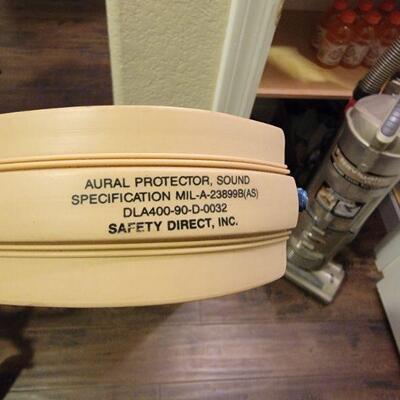 AURAL PROTECTOR, SOUND
SPECIFICATION MIL-A-23899B(AS)
DLA400-90-D-0032
SAFETY DIRECT, INC.